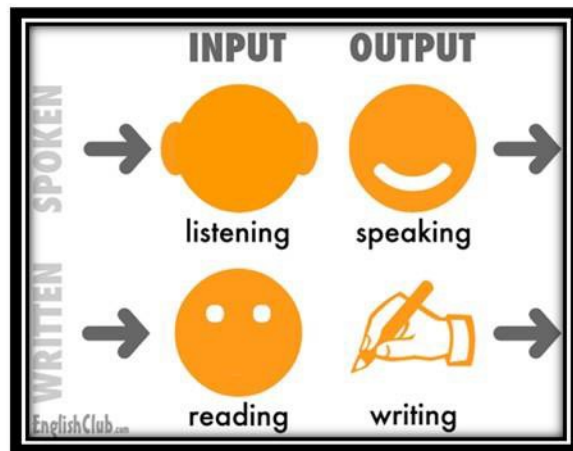 INPUT OUTPUT
SPOKEN
listening speaking
WRITTEN
reading writing
EnglishClub.com